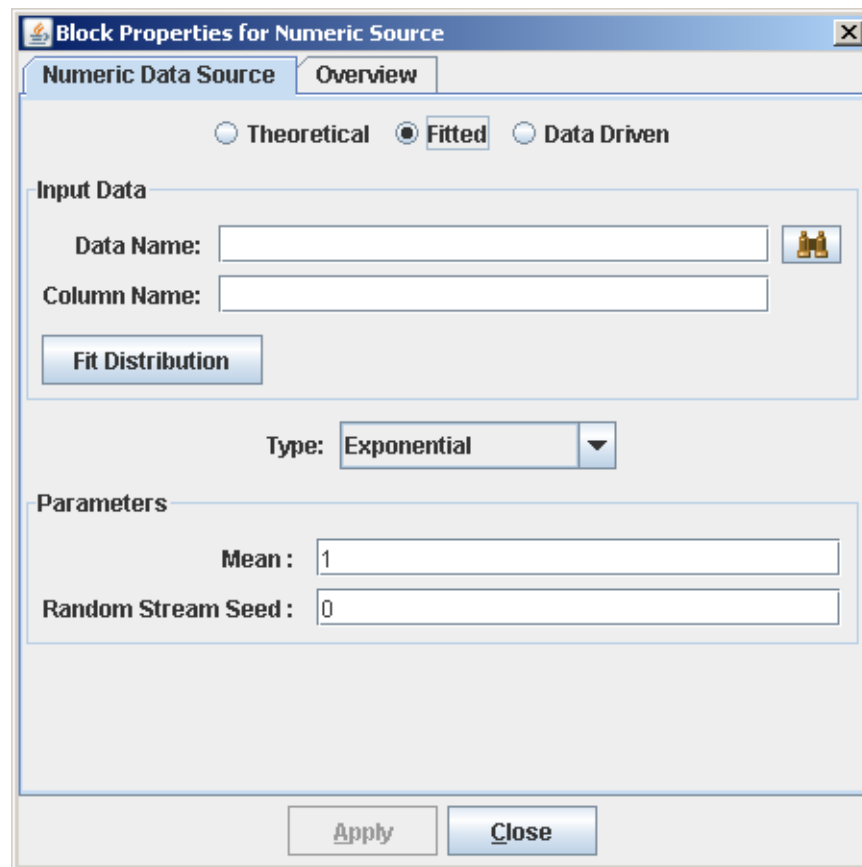 Block Properties for Numeric Source
Numeric Data Source Overview
Theoretical Fitted Data Driven
Input Data
Data Name:
Column Name:
Fit Distribution
Type: Exponential
Parameters
Mean : 1
Random Stream Seed : 0
Apply Close